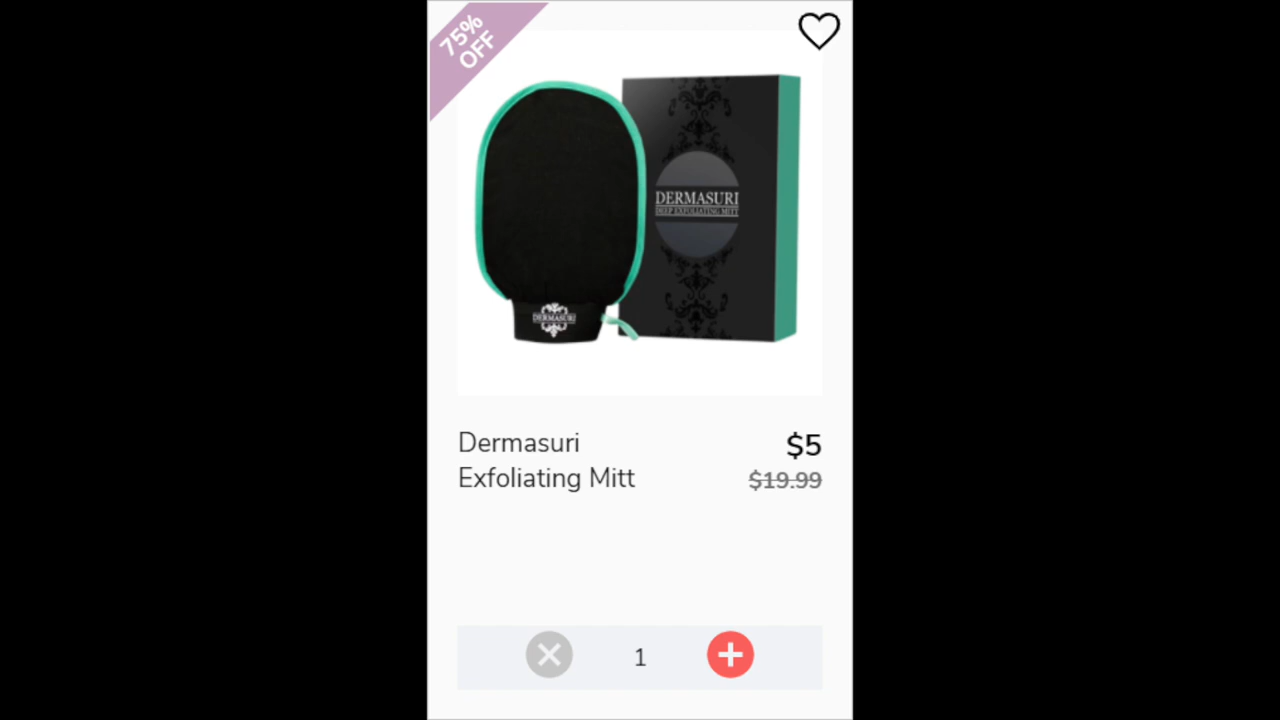 75%
OFF
DERMASURI
DEEP EXFOLIATING MITT
DERMASURI
Dermasuri
Exfoliating Mitt
$5
$19.99
1